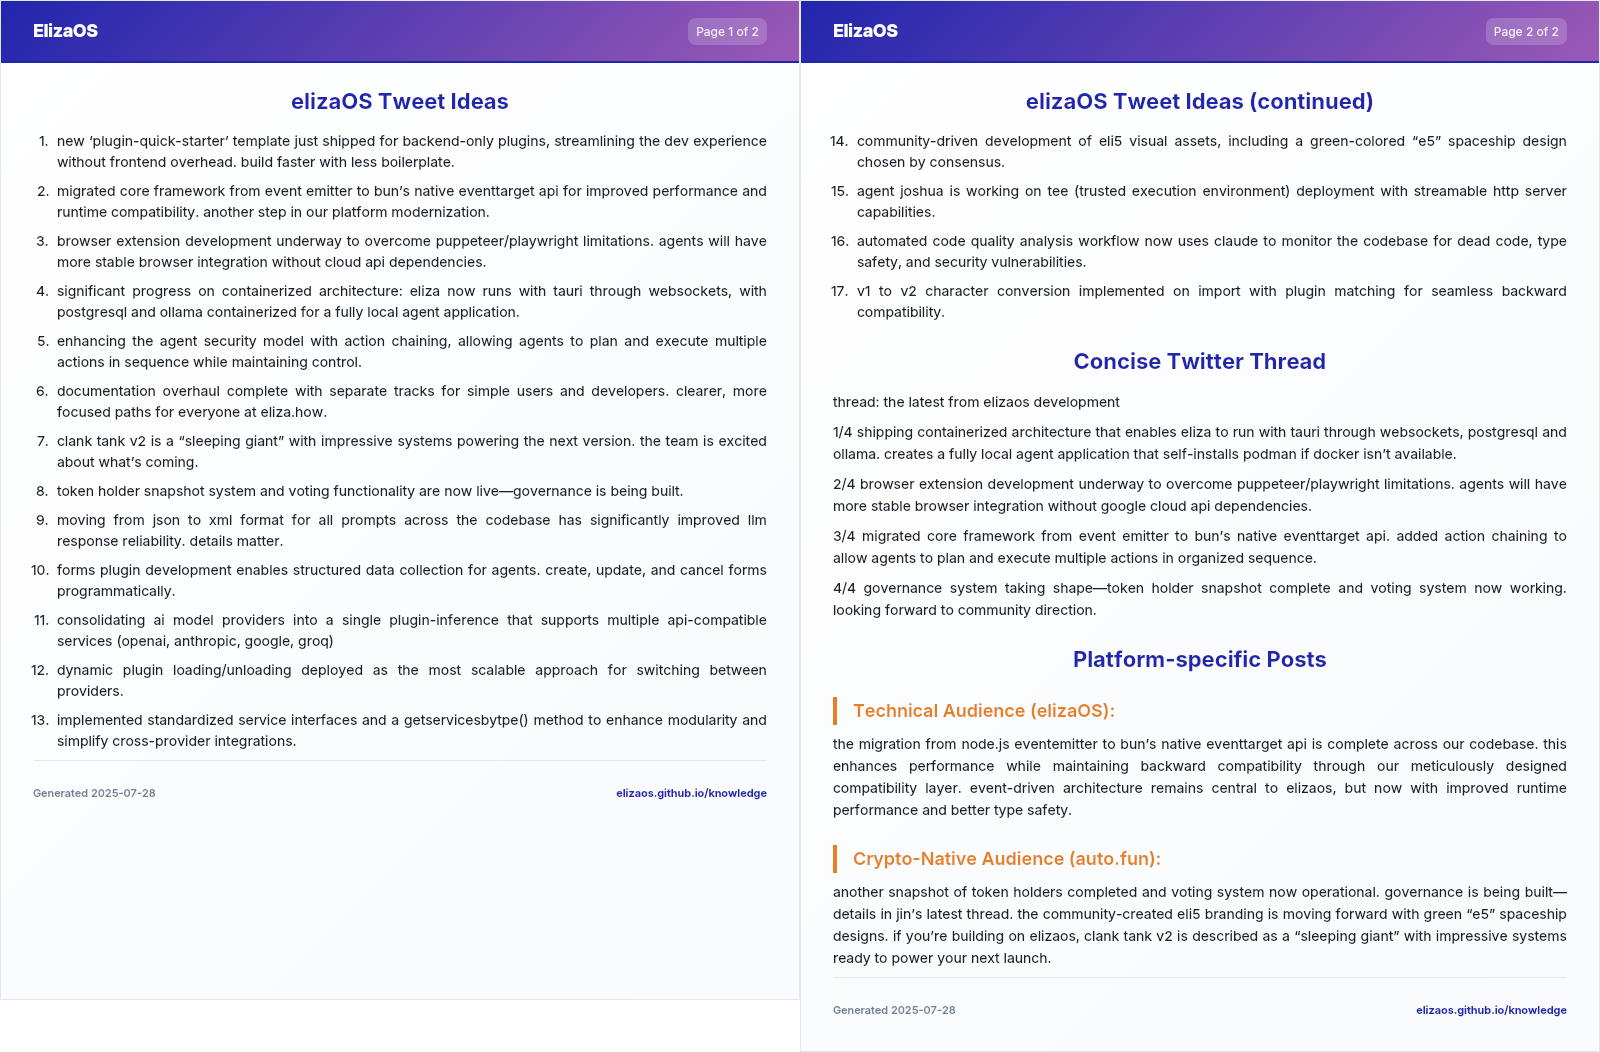 ElizaOS
Page 1 of 2
elizaOS Tweet Ideas
1. new ‘plugin-quick-starter’ template just shipped for backend-only plugins, streamlining the dev experience
without frontend overhead. build faster with less boilerplate.
2. migrated core framework from event emitter to bun’s native eventtarget api for improved performance and
runtime compatibility. another step in our platform modernization.
3. browser extension development underway to overcome puppeteer/playwright limitations. agents will have
more stable browser integration without cloud api dependencies.
4. significant progress on containerized architecture: eliza now runs with tauri through websockets, with
postgresql and ollama containerized for a fully local agent application.
5. enhancing the agent security model with action chaining, allowing agents to plan and execute multiple
actions in sequence while maintaining control.
6. documentation overhaul complete with separate tracks for simple users and developers. clearer, more
focused paths for everyone at eliza.how.
7. clank tank v2 is a “sleeping giant” with impressive systems powering the next version. the team is excited
about what’s coming.
8. token holder snapshot system and voting functionality are now live—governance is being built.
9. moving from json to xml format for all prompts across the codebase has significantly improved llm
response reliability. details matter.
10. forms plugin development enables structured data collection for agents. create, update, and cancel forms
programmatically.
11. consolidating ai model providers into a single plugin-inference that supports multiple api-compatible
services (openai, anthropic, google, groq)
12. dynamic plugin loading/unloading deployed as the most scalable approach for switching between
providers.
13. implemented standardized service interfaces and a getservicesbytpe() method to enhance modularity and
simplify cross-provider integrations.
Generated 2025-07-28
elizaos.github.io/knowledge
ElizaOS
Page 2 of 2
elizaOS Tweet Ideas (continued)
14. community-driven development of eli5 visual assets, including a green-colored “e5” spaceship design
chosen by consensus.
15. agent joshua is working on tee (trusted execution environment) deployment with streamable http server
capabilities.
16. automated code quality analysis workflow now uses claude to monitor the codebase for dead code, type
safety, and security vulnerabilities.
17. v1 to v2 character conversion implemented on import with plugin matching for seamless backward
compatibility.
Concise Twitter Thread
thread: the latest from elizaos development
1/4 shipping containerized architecture that enables eliza to run with tauri through websockets, postgresql and
ollama. creates a fully local agent application that self-installs podman if docker isn’t available.
2/4 browser extension development underway to overcome puppeteer/playwright limitations. agents will have
more stable browser integration without google cloud api dependencies.
3/4 migrated core framework from event emitter to bun’s native eventtarget api. added action chaining to
allow agents to plan and execute multiple actions in organized sequence.
4/4 governance system taking shape—token holder snapshot complete and voting system now working.
looking forward to community direction.
Platform-specific Posts
Technical Audience (elizaOS):
the migration from node.js eventemitter to bun’s native eventtarget api is complete across our codebase. this
enhances performance while maintaining backward compatibility through our meticulously designed
compatibility layer. event-driven architecture remains central to elizaos, but now with improved runtime
performance and better type safety.
Crypto-Native Audience (auto.fun):
another snapshot of token holders completed and voting system now operational. governance is being built—
details in jin’s latest thread. the community-created eli5 branding is moving forward with green “e5” spaceship
designs. if you’re building on elizaos, clank tank v2 is described as a “sleeping giant” with impressive systems
ready to power your next launch.
Generated 2025-07-28
elizaos.github.io/knowledge